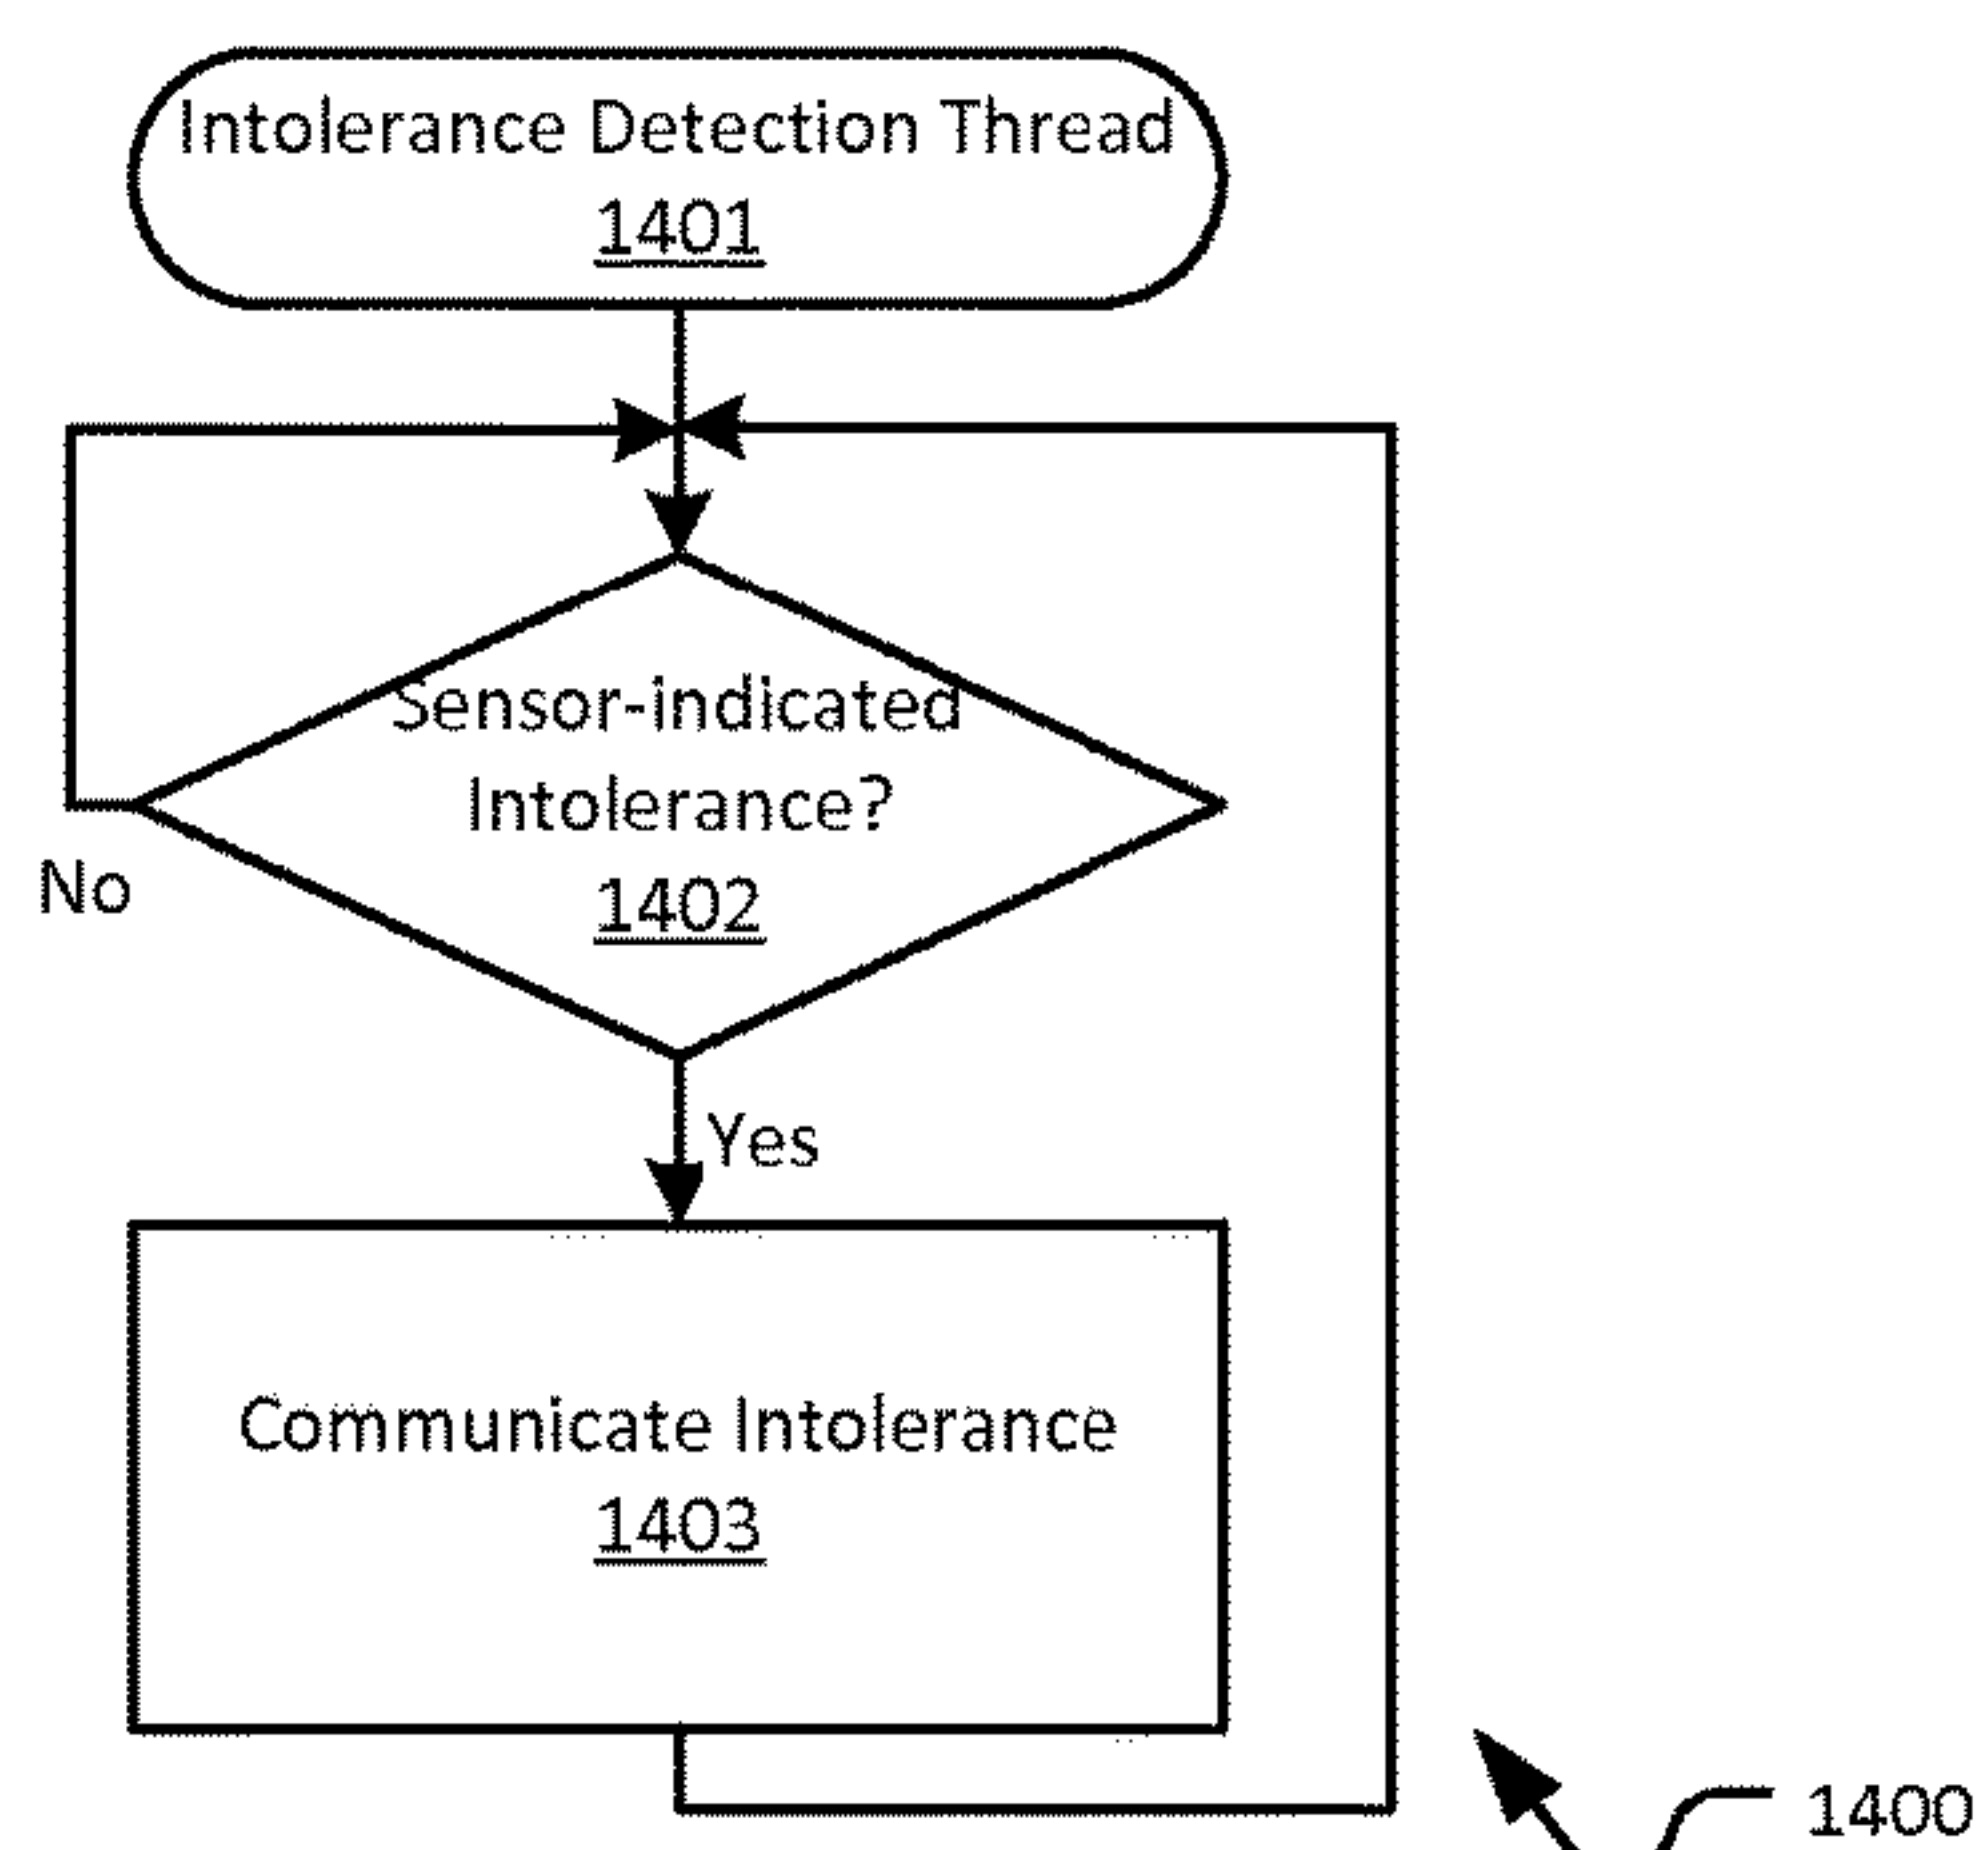 Intolerance Detection Thread
1401
Sensor-indicated
Intolerance?
1402
No
Yes
Communicate Intolerance
1403
1400